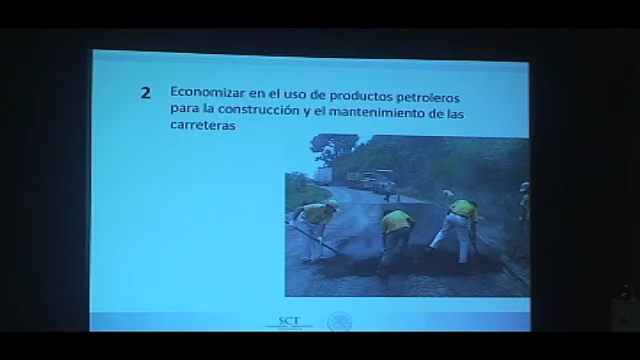 2 Economizar en el uso de productos petroleros
para la construcción y el mantenimiento de las
carreteras
SCT